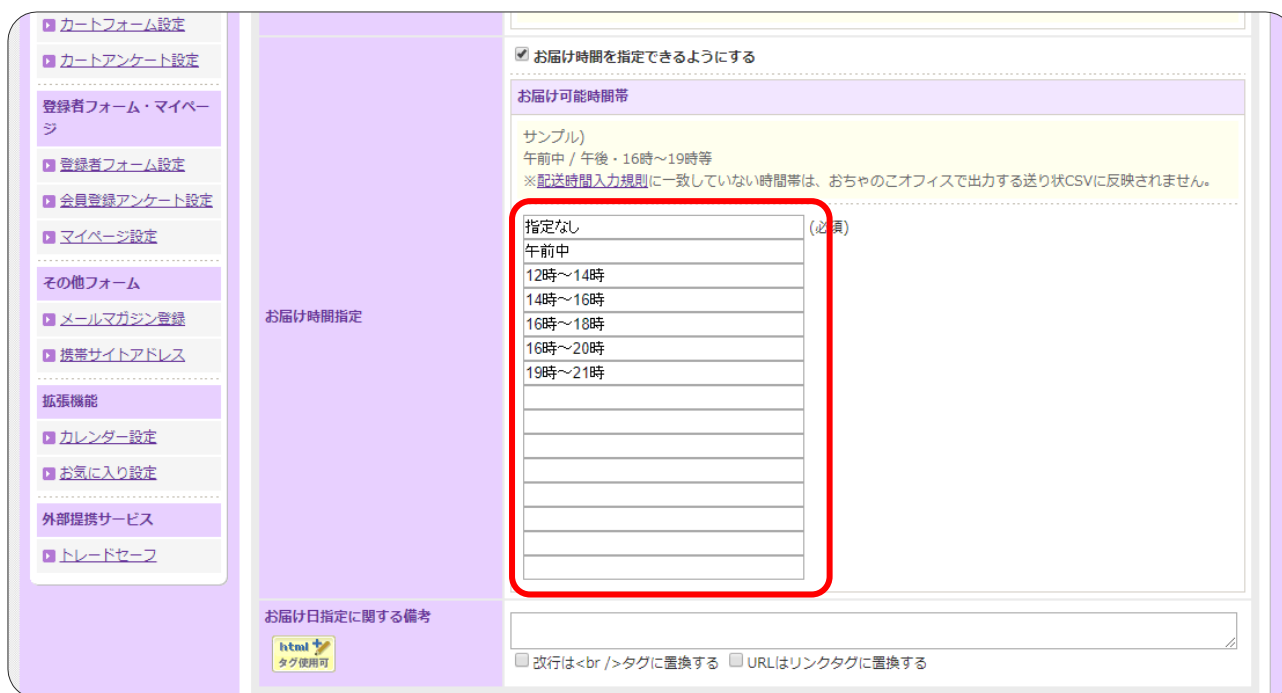 カートフォーム設定
カートアンケート設定
登録者フォーム・マイペー
ジ
登録者フォーム設定
会員登録アンケート設定
マイページ設定
その他フォーム
メールマガジン登録
携帯サイトアドレス
拡張機能
カレンダー設定
お気に入り設定
外部提携サービス
トレードセーフ
お届け時間指定
お届け時間を指定できるようにする
お届け可能時間帯
サンプル)
午前中 / 午後・16時～19時等
※配送時間入力規則に一致していない時間帯は、おちゃのこオフィスで出力する送り状CSVに反映されません。
指定なし (必須)
午前中
12時～14時
14時～16時
16時～18時
16時～20時
19時～21時
お届け日指定に関する備考
html
タグ使用可
改行は<br />タグに置換する URLはリンクタグに置換する